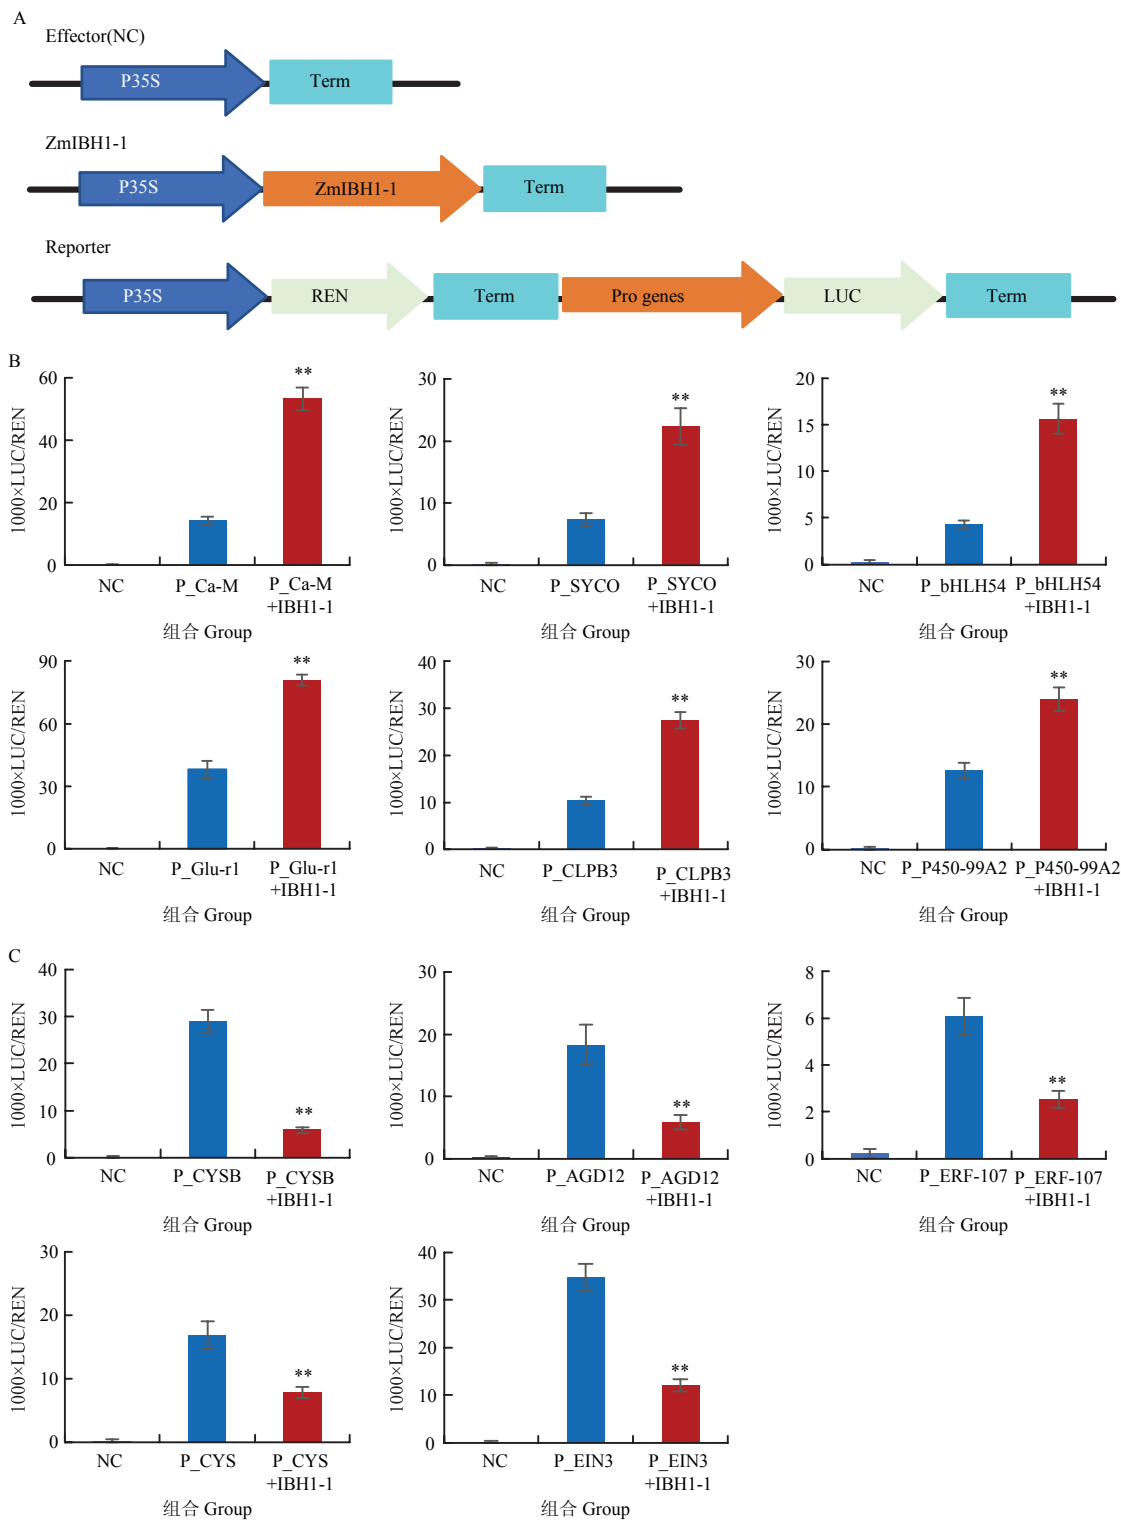 A
Effector(NC)
P35S
Term
ZmIBH1-1
P35S
ZmIBH1-1
Term
Reporter
P35S
REN
Term
Pro genes
LUC
Term
B
1000×LUC/REN
60
40
20
0
**
NC
P_Ca-M
P_Ca-M
+IBH1-1
组合 Group
1000×LUC/REN
30
20
10
0
**
NC
P_SYCO
P_SYCO
+IBH1-1
组合 Group
1000×LUC/REN
20
15
10
5
0
**
NC
P_bHLH54
P_bHLH54
+IBH1-1
组合 Group
1000×LUC/REN
90
60
30
0
**
NC
P_Glu-r1
P_Glu-r1
+IBH1-1
组合 Group
1000×LUC/REN
40
30
20
10
0
**
NC
P_CLPB3
P_CLPB3
+IBH1-1
组合 Group
1000×LUC/REN
30
20
10
0
**
NC
P_P450-99A2
P_P450-99A2
+IBH1-1
组合 Group
C
1000×LUC/REN
40
30
20
10
0
**
NC
P_CYSB
P_CYSB
+IBH1-1
组合 Group
1000×LUC/REN
30
20
10
0
**
NC
P_AGD12
P_AGD12
+IBH1-1
组合 Group
1000×LUC/REN
8
6
4
2
0
**
NC
P_ERF-107
P_ERF-107
+IBH1-1
组合 Group
1000×LUC/REN
30
20
10
0
**
NC
P_CYS
P_CYS
+IBH1-1
组合 Group
1000×LUC/REN
40
30
20
10
0
**
NC
P_EIN3
P_EIN3
+IBH1-1
组合 Group